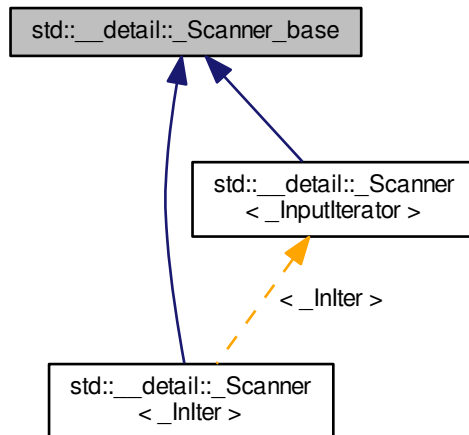 std::__detail::_Scanner_base
std::__detail::_Scanner
< _InputIterator >
< _InIter >
std::__detail::_Scanner
< _InIter >